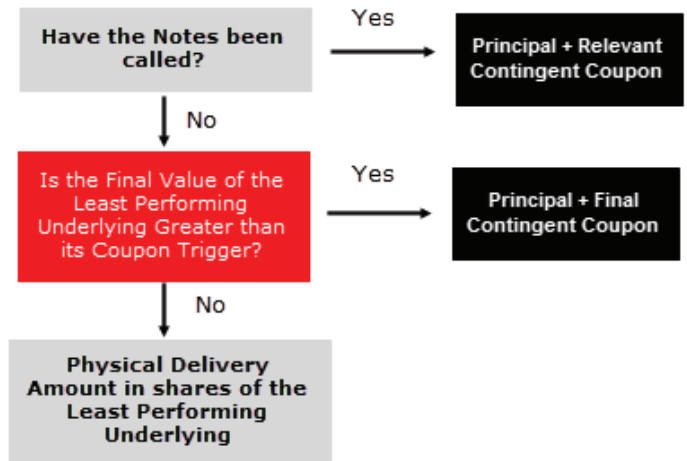 Have the Notes been
called?
Yes
Principal + Relevant
Contingent Coupon
No
Is the Final Value of the
Least Performing
Underlying Greater than
its Coupon Trigger?
Yes
Principal + Final
Contingent Coupon
No
Physical Delivery
Amount in shares of the
Least Performing
Underlying